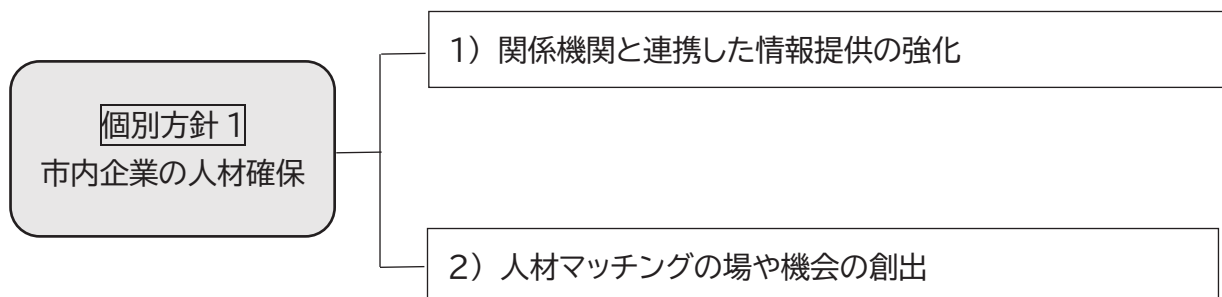 1）関係機関と連携した情報提供の強化
個別方針1
市内企業の人材確保
2）人材マッチングの場や機会の創出